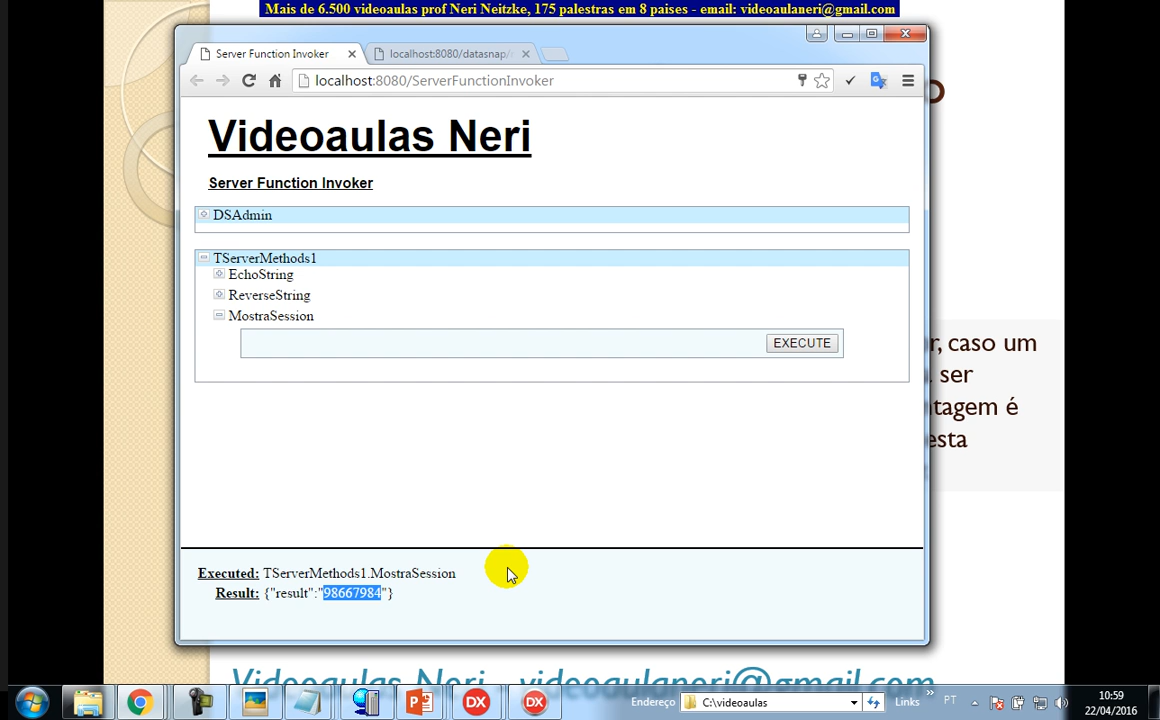 Mais de 6.500 videoaulas prof Neri Neitzke, 175 palestras em 8 paises - email: videoaulaneri@gmail.com
Server Function Invoker
localhost:8080/datasnap/
localhost:8080/ServerFunctionInvoker
Videoaulas Neri
Server Function Invoker
DSAdmin
TServerMethods1
EchoString
ReverseString
MostraSession
EXECUTE
r, caso um
ser
ntagem é
esta
Executed: TServerMethods1.MostraSession
Result: {"result":"98667984"}
Videoaulas Neri - videoaulaneri@gmail.com
Endereço
C:\videoaulas
Links
»
PT
10:59
22/04/2016